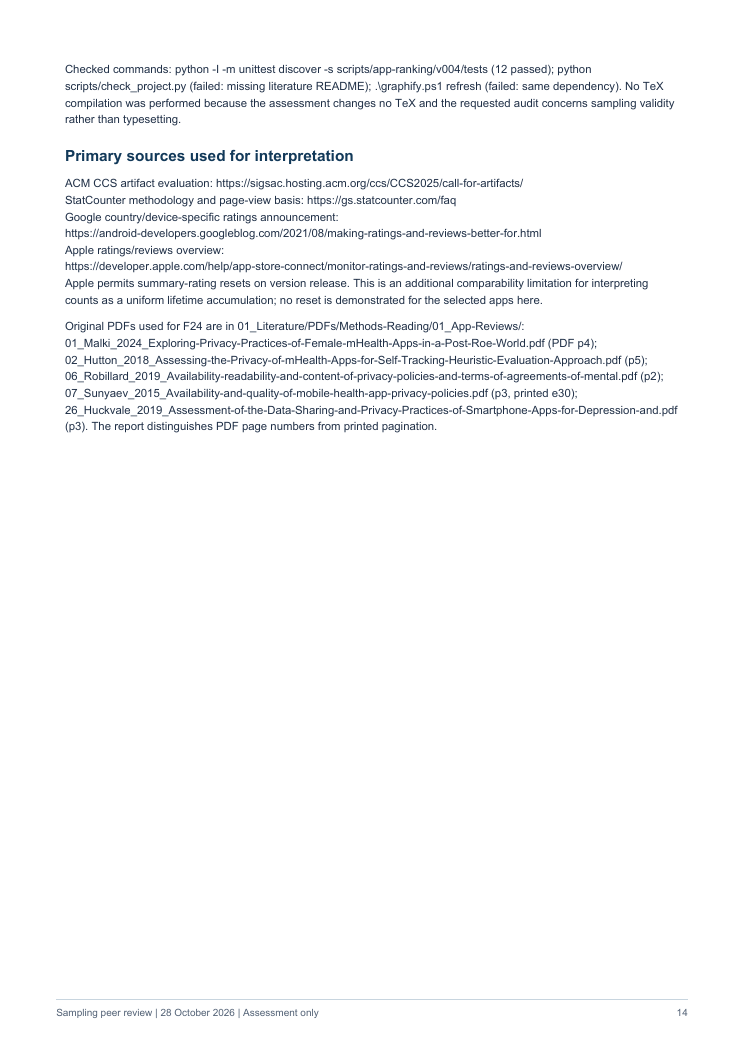 Checked commands: python -I -m unittest discover -s scripts/app-ranking/v004/tests (12 passed); python
scripts/check_project.py (failed: missing literature README); .\graphify.ps1 refresh (failed: same dependency). No TeX
compilation was performed because the assessment changes no TeX and the requested audit concerns sampling validity
rather than typesetting.
Primary sources used for interpretation
ACM CCS artifact evaluation: https://sigsac.hosting.acm.org/ccs/CCS2025/call-for-artifacts/
StatCounter methodology and page-view basis: https://gs.statcounter.com/faq
Google country/device-specific ratings announcement:
https://android-developers.googleblog.com/2021/08/making-ratings-and-reviews-better-for.html
Apple ratings/reviews overview:
https://developer.apple.com/help/app-store-connect/monitor-ratings-and-reviews/ratings-and-reviews-overview/
Apple permits summary-rating resets on version release. This is an additional comparability limitation for interpreting
counts as a uniform lifetime accumulation; no reset is demonstrated for the selected apps here.
Original PDFs used for F24 are in 01_Literature/PDFs/Methods-Reading/01_App-Reviews/:
01_Malki_2024_Exploring-Privacy-Practices-of-Female-mHealth-Apps-in-a-Post-Roe-World.pdf (PDF p4);
02_Hutton_2018_Assessing-the-Privacy-of-mHealth-Apps-for-Self-Tracking-Heuristic-Evaluation-Approach.pdf (p5);
06_Robillard_2019_Availability-readability-and-content-of-privacy-policies-and-terms-of-agreements-of-mental.pdf (p2);
07_Sunyaev_2015_Availability-and-quality-of-mobile-health-app-privacy-policies.pdf (p3, printed e30);
26_Huckvale_2019_Assessment-of-the-Data-Sharing-and-Privacy-Practices-of-Smartphone-Apps-for-Depression-and.pdf
(p3). The report distinguishes PDF page numbers from printed pagination.
Sampling peer review | 28 October 2026 | Assessment only
14